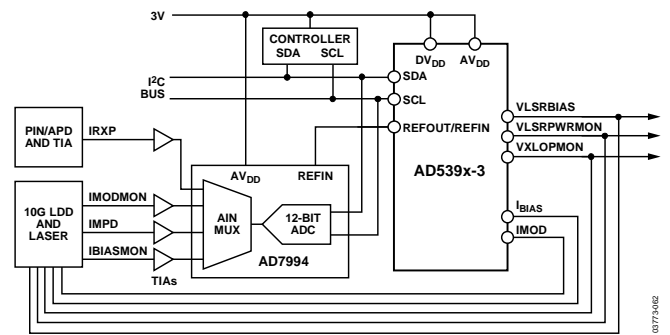 3V
CONTROLLER
SDA SCL
DVDD AVDD
I2C
BUS
SDA
SCL
REFOUT/REFIN
AD539x-3
VLSRBIAS
VLSRPWRMON
VXLOPMON
IBIAS
IMOD
PIN/APD
AND TIA
IRXP
AVDD REFIN
10G LDD
AND
LASER
IMODMON
IMPD
IBIASMON
TIAs
AIN
MUX
12-BIT
ADC
AD7994
03773-062